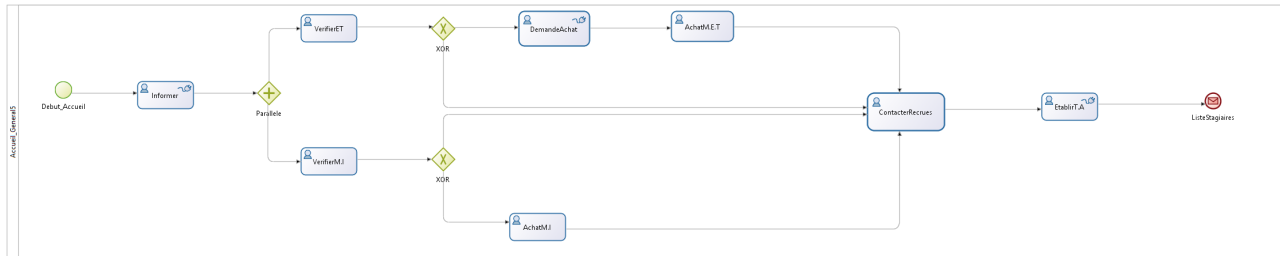 Accueil_General5
Debut_Accueil
Informer
Parallele
VerifierET
XOR
DemandeAchat
AchatM.E.T
VerifierM.I
XOR
AchatM.I
ContacterRecrues
EtablirT.A
ListeStagiaires